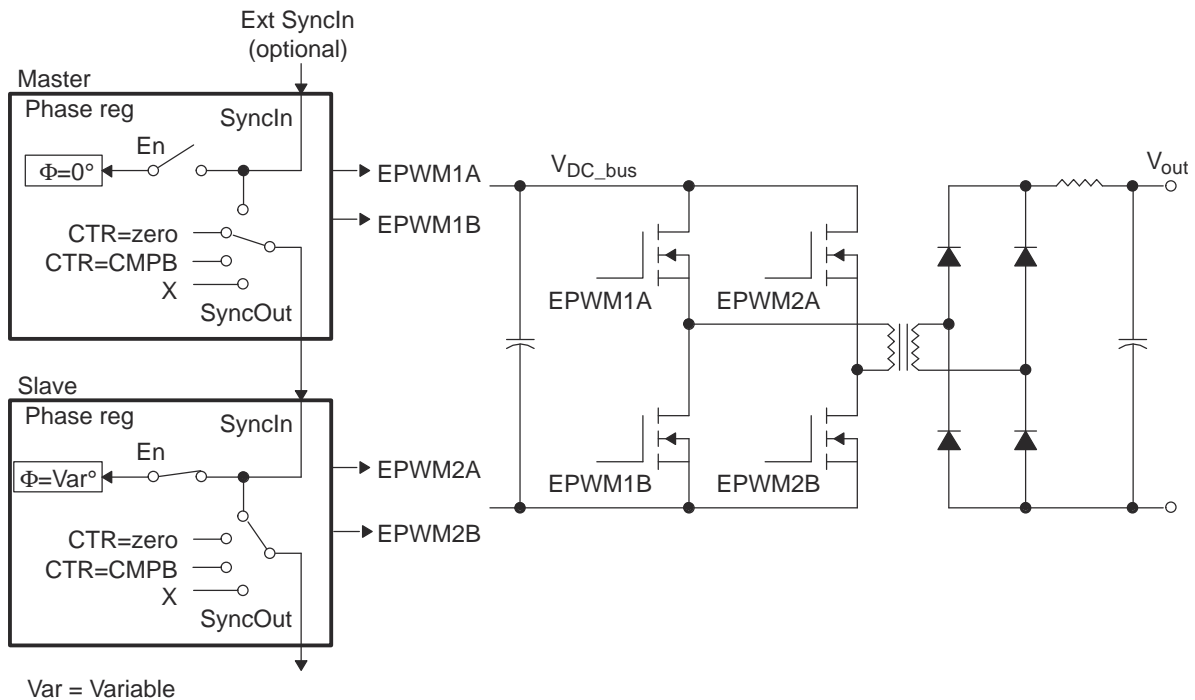 Ext SyncIn
(optional)
Master
Phase reg
SyncIn
En
Φ=0°
EPWM1A
EPWM1B
CTR=zero
CTR=CMPB
X
SyncOut
Slave
Phase reg
SyncIn
En
Φ=Var°
EPWM2A
EPWM2B
CTR=zero
CTR=CMPB
X
SyncOut
Var = Variable
VDC_bus
Vout
EPWM1A
EPWM2A
EPWM1B
EPWM2B